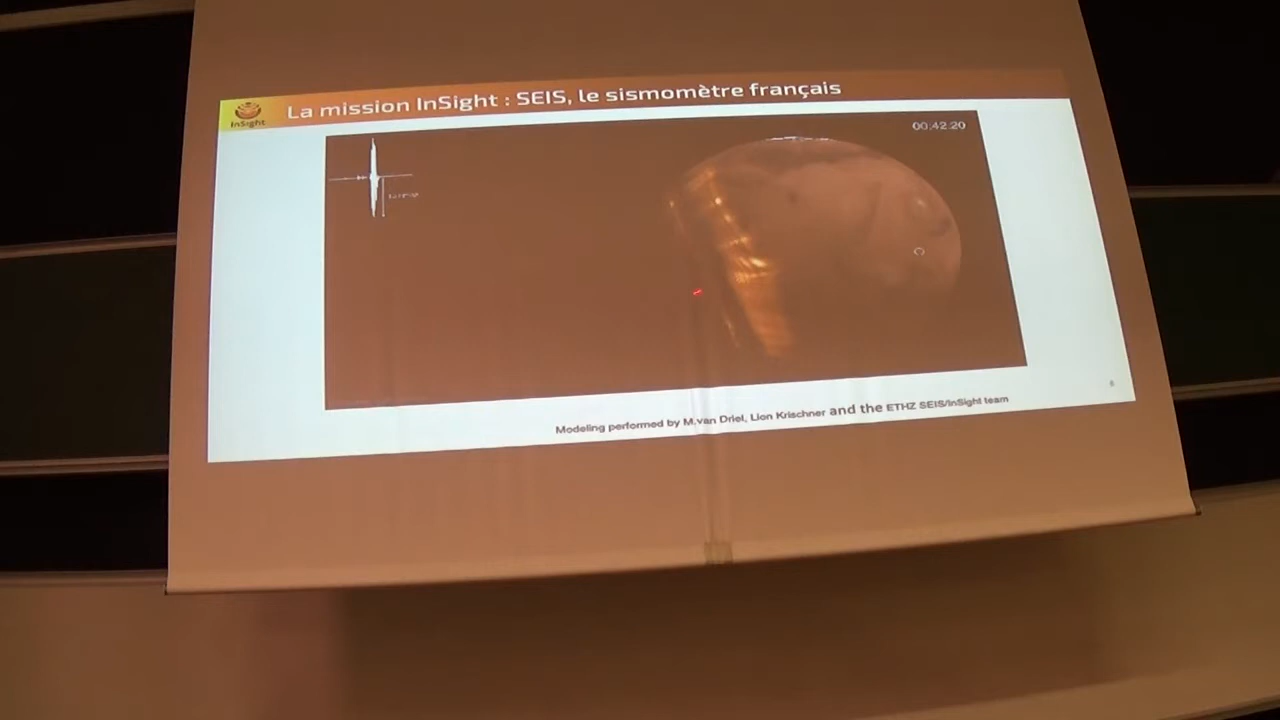 InSight
La mission InSight : SEIS, le sismomètre français
00:42:20
Modeling performed by M.van Driel, Lion Krischner and the ETHZ SEIS/InSight team